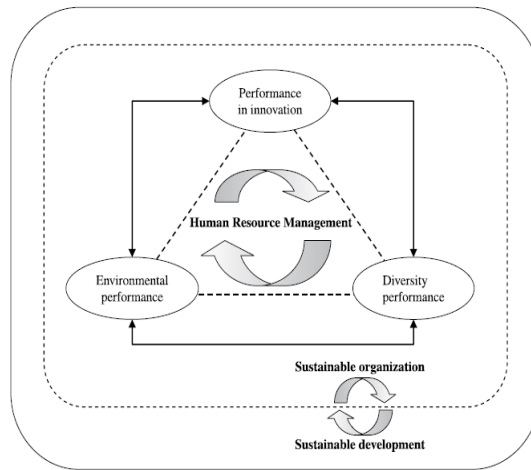 Performance
in innovation
Human Resource Management
Environmental
performance
Diversity
performance
Sustainable organization
Sustainable development